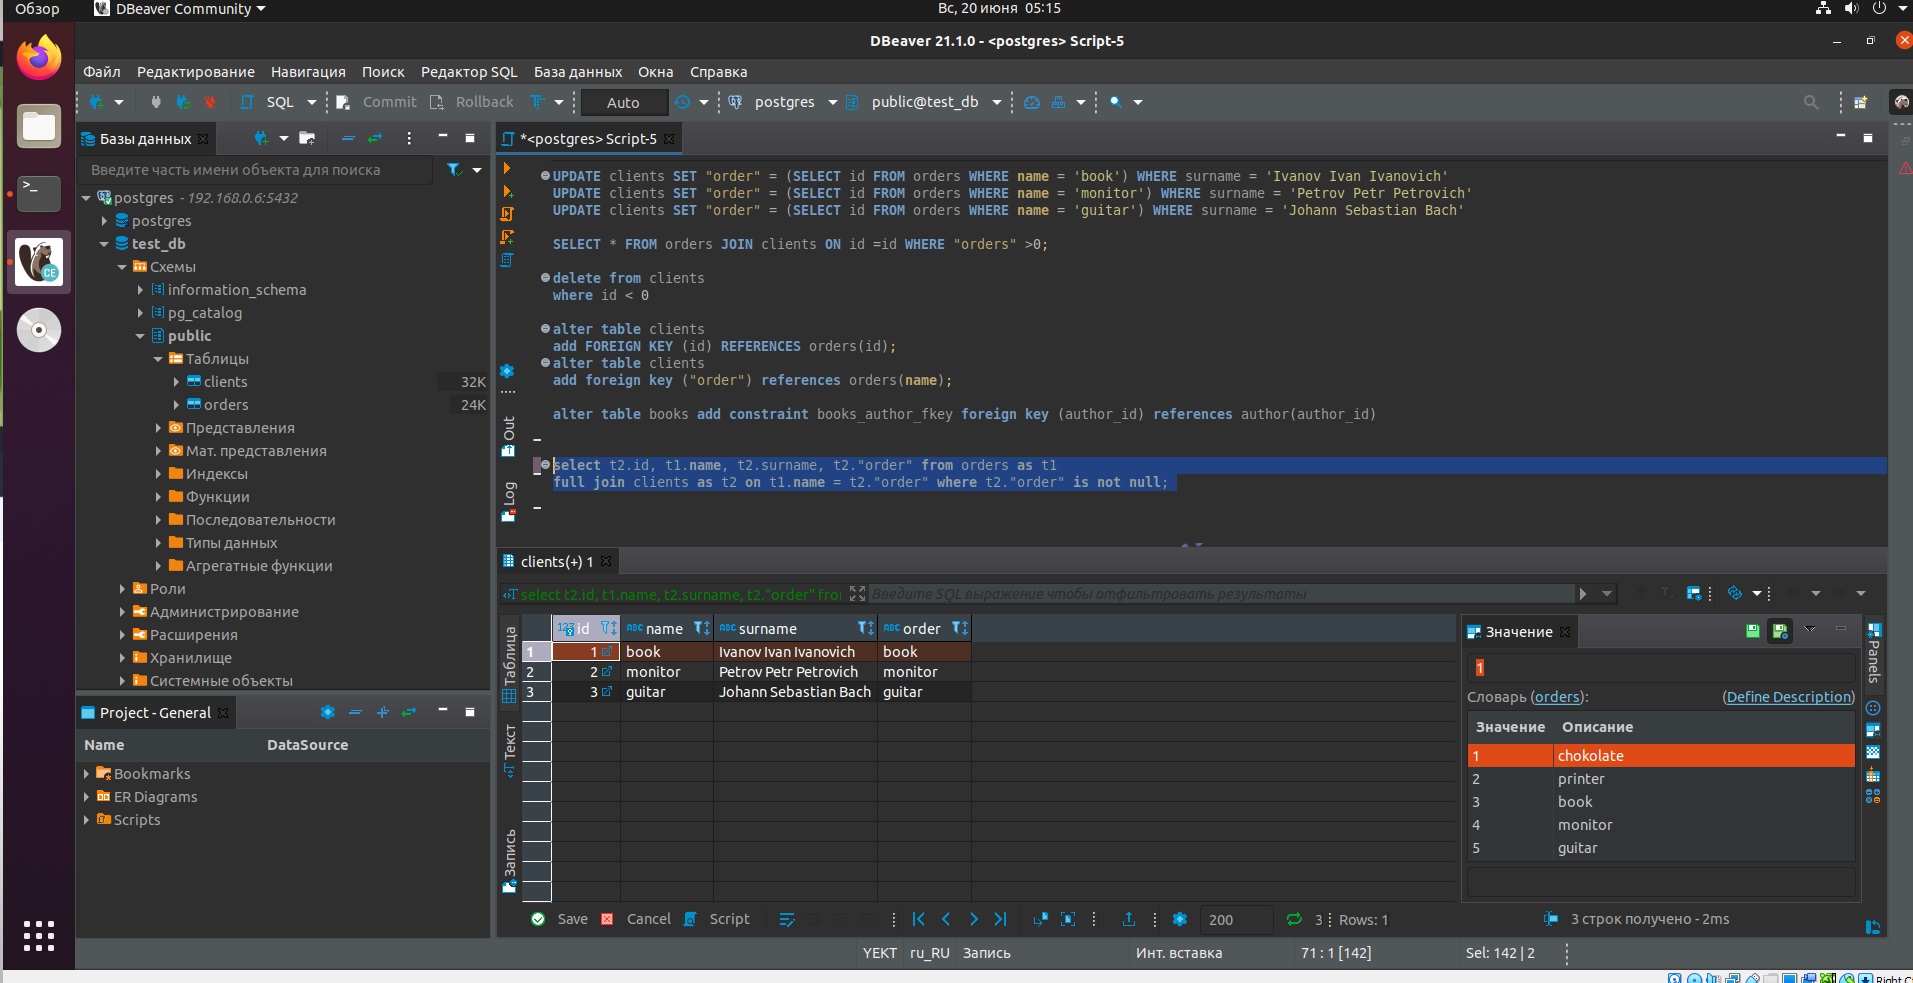 Обзор
DBeaver Community
Вс, 20 июня 05:15
DBeaver 21.1.0 - <postgres> Script-5
Файл Редактирование Навигация Поиск Редактор SQL База данных Окна Справка
SQL Commit Rollback Auto postgres public@test_db
Базы данных
Введите часть имени объекта для поиска
postgres - 192.168.0.6:5432
postgres
test_db
Схемы
information_schema
pg_catalog
public
Таблицы
clients 32K
orders 24K
Представления
Мат. представления
Индексы
Функции
Последовательности
Типы данных
Агрегатные функции
Роли
Администрирование
Расширения
Хранилище
Системные объекты
Project - General
Name DataSource
Bookmarks
ER Diagrams
Scripts
*<postgres> Script-5
UPDATE clients SET "order" = (SELECT id FROM orders WHERE name = 'book') WHERE surname = 'Ivanov Ivan Ivanovich'
UPDATE clients SET "order" = (SELECT id FROM orders WHERE name = 'monitor') WHERE surname = 'Petrov Petr Petrovich'
UPDATE clients SET "order" = (SELECT id FROM orders WHERE name = 'guitar') WHERE surname = 'Johann Sebastian Bach'
SELECT * FROM orders JOIN clients ON id =id WHERE "orders" >0;
delete from clients
where id < 0
alter table clients
add FOREIGN KEY (id) REFERENCES orders(id);
alter table clients
add foreign key ("order") references orders(name);
alter table books add constraint books_author_fkey foreign key (author_id) references author(author_id)
select t2.id, t1.name, t2.surname, t2."order" from orders as t1
full join clients as t2 on t1.name = t2."order" where t2."order" is not null;
Out
Log
clients(+) 1
select t2.id, t1.name, t2.surname, t2."order" from
Введите SQL выражение чтобы отфильтровать результаты
Таблица
Текст
Запись
123 id ABC name ABC surname ABC order
1 1 book Ivanov Ivan Ivanovich book
2 2 monitor Petrov Petr Petrovich monitor
3 3 guitar Johann Sebastian Bach guitar
Значение
1
Словарь (orders): (Define Description)
Значение Описание
1 chokolate
2 printer
3 book
4 monitor
5 guitar
Panels
Save Cancel Script 200 3 Rows: 1
3 строк получено - 2ms
YEKT ru_RU Запись Инт. вставка 71 : 1 [142] Sel: 142 | 2